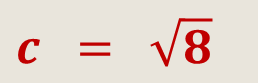 c = √8